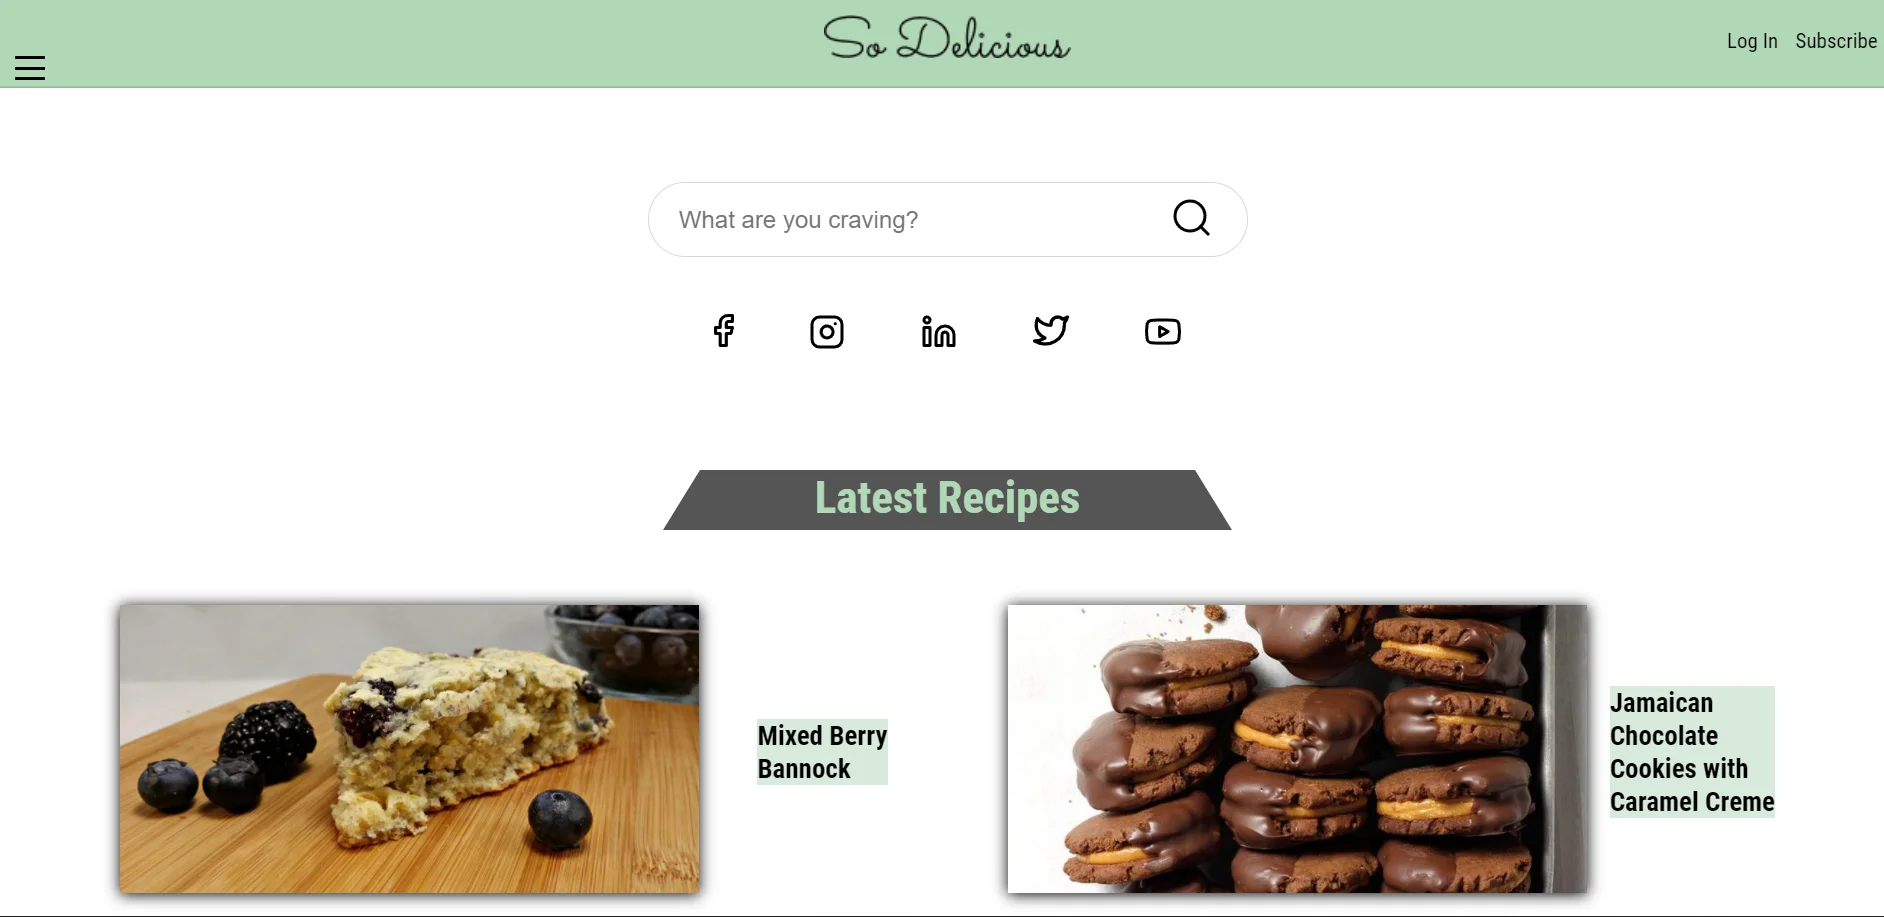 So Delicious
Log In Subscribe
What are you craving?
Latest Recipes
Mixed Berry
Bannock
Jamaican
Chocolate
Cookies with
Caramel Creme